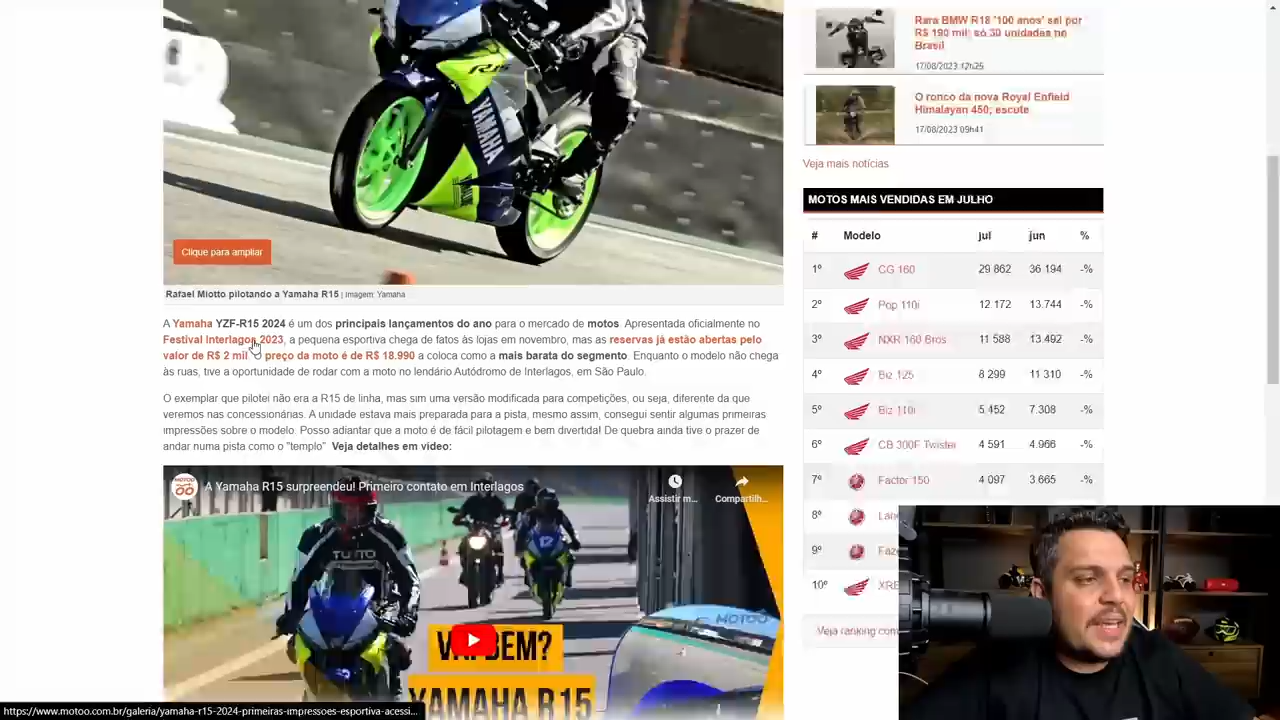 YAMAHA
R15
Clique para ampliar
Rafael Miotto pilotando a Yamaha R15 | Imagem: Yamaha
A Yamaha YZF-R15 2024 é um dos principais lançamentos do ano para o mercado de motos Apresentada oficialmente no
Festival Interlagos 2023, a pequena esportiva chega de fatos às lojas em novembro, mas as reservas já estão abertas pelo
valor de R$ 2 mil preço da moto é de R$ 18.990 a coloca como a mais barata do segmento. Enquanto o modelo não chega
às ruas, tive a oportunidade de rodar com a moto no lendário Autódromo de Interlagos, em São Paulo.
O exemplar que pilotei não era a R15 de linha, mas sim uma versão modificada para competições, ou seja, diferente da que
veremos nas concessionárias. A unidade estava mais preparada para a pista, mesmo assim, consegui sentir algumas primeiras
impressões sobre o modelo. Posso adiantar que a moto é de fácil pilotagem e bem divertida! De quebra ainda tive o prazer de
andar numa pista como o "templo" Veja detalhes em vídeo:
MOTOO
A Yamaha R15 surpreendeu! Primeiro contato em Interlagos
Assistir m...
Compartilh...
12
MOTOO
VAI BEM?
YAMAHA R15
https://www.motoo.com.br/galeria/yamaha-r15-2024-primeiras-impressoes-esportiva-acessi...
Rara BMW R18 '100 anos' sai por
R$ 190 mil; só 30 unidades no
Brasil
17/08/2023 12h25
O ronco da nova Royal Enfield
Himalayan 450; escute
17/08/2023 09h41
Veja mais notícias
MOTOS MAIS VENDIDAS EM JULHO
# Modelo jul jun %
1º CG 160 29.862 36.194 -%
2º Pop 110i 12.172 13.744 -%
3º NXR 160 Bros 11.588 13.492 -%
4º Biz 125 8.299 11.310 -%
5º Biz 110i 5.452 7.308 -%
6º CB 300F Twister 4.591 4.966 -%
7º Factor 150 4.097 3.665 -%
8º Lan
9º Faz
10º XRE
Veja ranking con